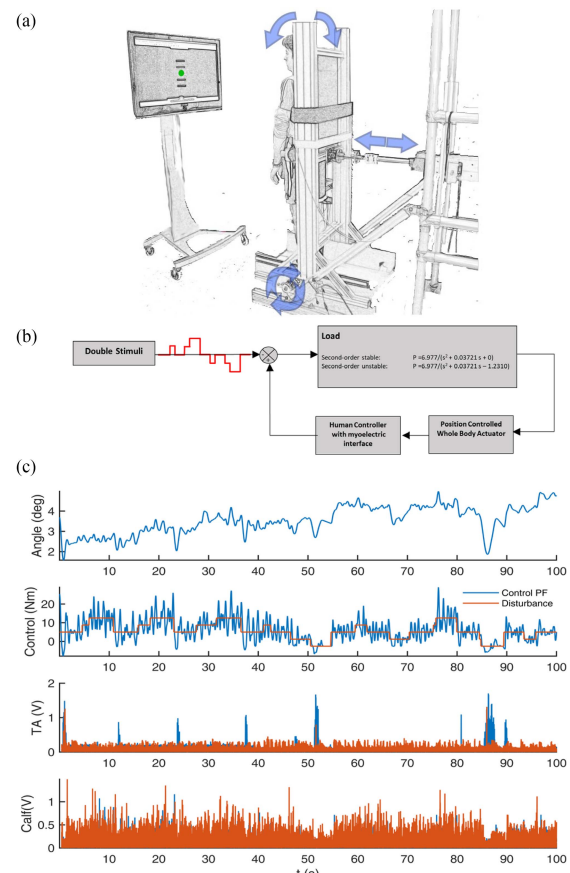 (a)
(b)
Double Stimuli
Load
Second-order stable: P =6.977/(s² + 0.03721 s + 0)
Second-order unstable: P =6.977/(s² + 0.03721 s – 1.2310)
Human Controller with myoelectric interface
Position Controlled Whole Body Actuator
(c)
Angle (deg)
4
3
2
10 20 30 40 50 60 70 80 90 100
Control (Nm)
20
10
0
Control PF
Disturbance
10 20 30 40 50 60 70 80 90 100
TA (V)
2
1
0
10 20 30 40 50 60 70 80 90 100
Calf(V)
1
0.5
0
10 20 30 40 50 60 70 80 90 100